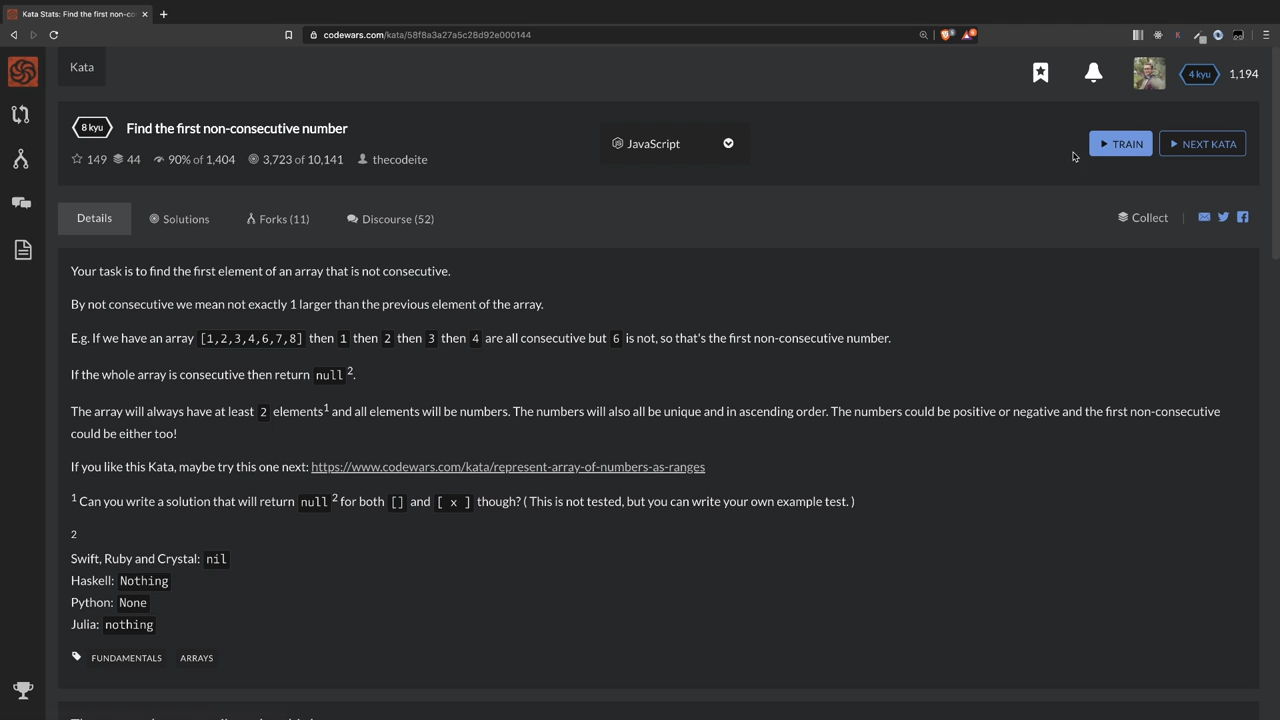 Kata Stats: Find the first non-co
codewars.com/kata/58f8a3a27a5c28d92e000144
Kata
4 kyu
1,194
8 kyu
Find the first non-consecutive number
149 44 90% of 1,404 3,723 of 10,141 thecodeite
JavaScript
TRAIN
NEXT KATA
Details Solutions Forks (11) Discourse (52)
Collect
Your task is to find the first element of an array that is not consecutive.
By not consecutive we mean not exactly 1 larger than the previous element of the array.
E.g. If we have an array [1,2,3,4,6,7,8] then 1 then 2 then 3 then 4 are all consecutive but 6 is not, so that's the first non-consecutive number.
If the whole array is consecutive then return null 2.
The array will always have at least 2 elements1 and all elements will be numbers. The numbers will also all be unique and in ascending order. The numbers could be positive or negative and the first non-consecutive
could be either too!
If you like this Kata, maybe try this one next: https://www.codewars.com/kata/represent-array-of-numbers-as-ranges
1 Can you write a solution that will return null 2 for both [] and [ x ] though? ( This is not tested, but you can write your own example test. )
2
Swift, Ruby and Crystal: nil
Haskell: Nothing
Python: None
Julia: nothing
FUNDAMENTALS ARRAYS